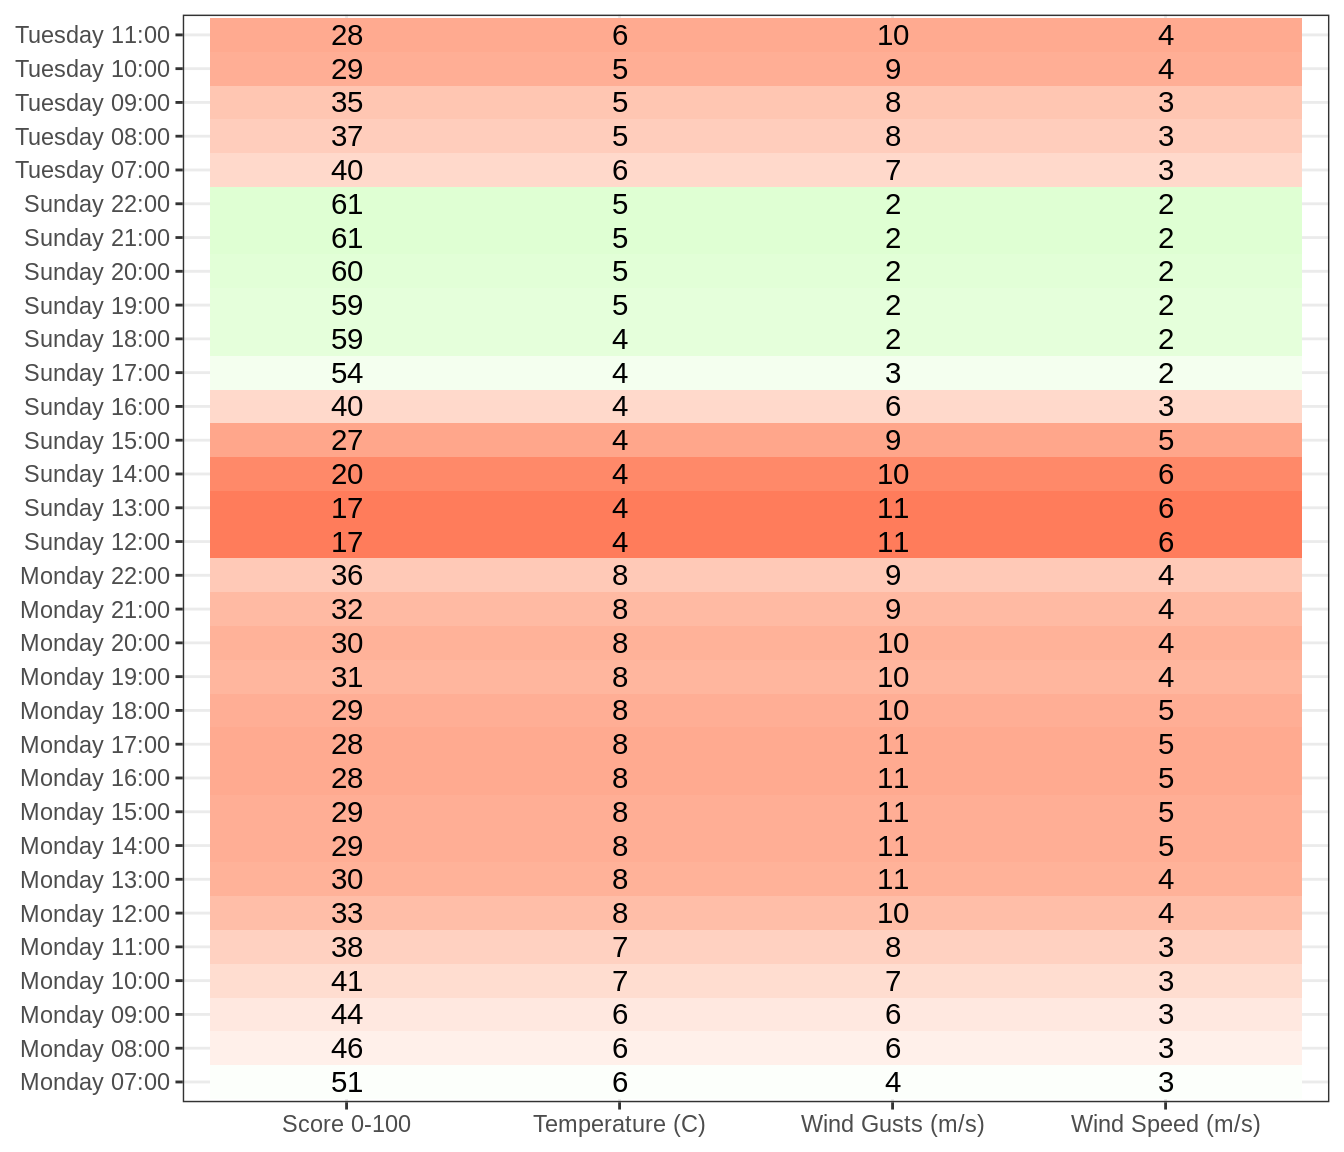 Tuesday 11:00 28 6 10 4
Tuesday 10:00 29 5 9 4
Tuesday 09:00 35 5 8 3
Tuesday 08:00 37 5 8 3
Tuesday 07:00 40 6 7 3
Sunday 22:00 61 5 2 2
Sunday 21:00 61 5 2 2
Sunday 20:00 60 5 2 2
Sunday 19:00 59 5 2 2
Sunday 18:00 59 4 2 2
Sunday 17:00 54 4 3 2
Sunday 16:00 40 4 6 3
Sunday 15:00 27 4 9 5
Sunday 14:00 20 4 10 6
Sunday 13:00 17 4 11 6
Sunday 12:00 17 4 11 6
Monday 22:00 36 8 9 4
Monday 21:00 32 8 9 4
Monday 20:00 30 8 10 4
Monday 19:00 31 8 10 4
Monday 18:00 29 8 10 5
Monday 17:00 28 8 11 5
Monday 16:00 28 8 11 5
Monday 15:00 29 8 11 5
Monday 14:00 29 8 11 5
Monday 13:00 30 8 11 4
Monday 12:00 33 8 10 4
Monday 11:00 38 7 8 3
Monday 10:00 41 7 7 3
Monday 09:00 44 6 6 3
Monday 08:00 46 6 6 3
Monday 07:00 51 6 4 3
Score 0-100 Temperature (C) Wind Gusts (m/s) Wind Speed (m/s)